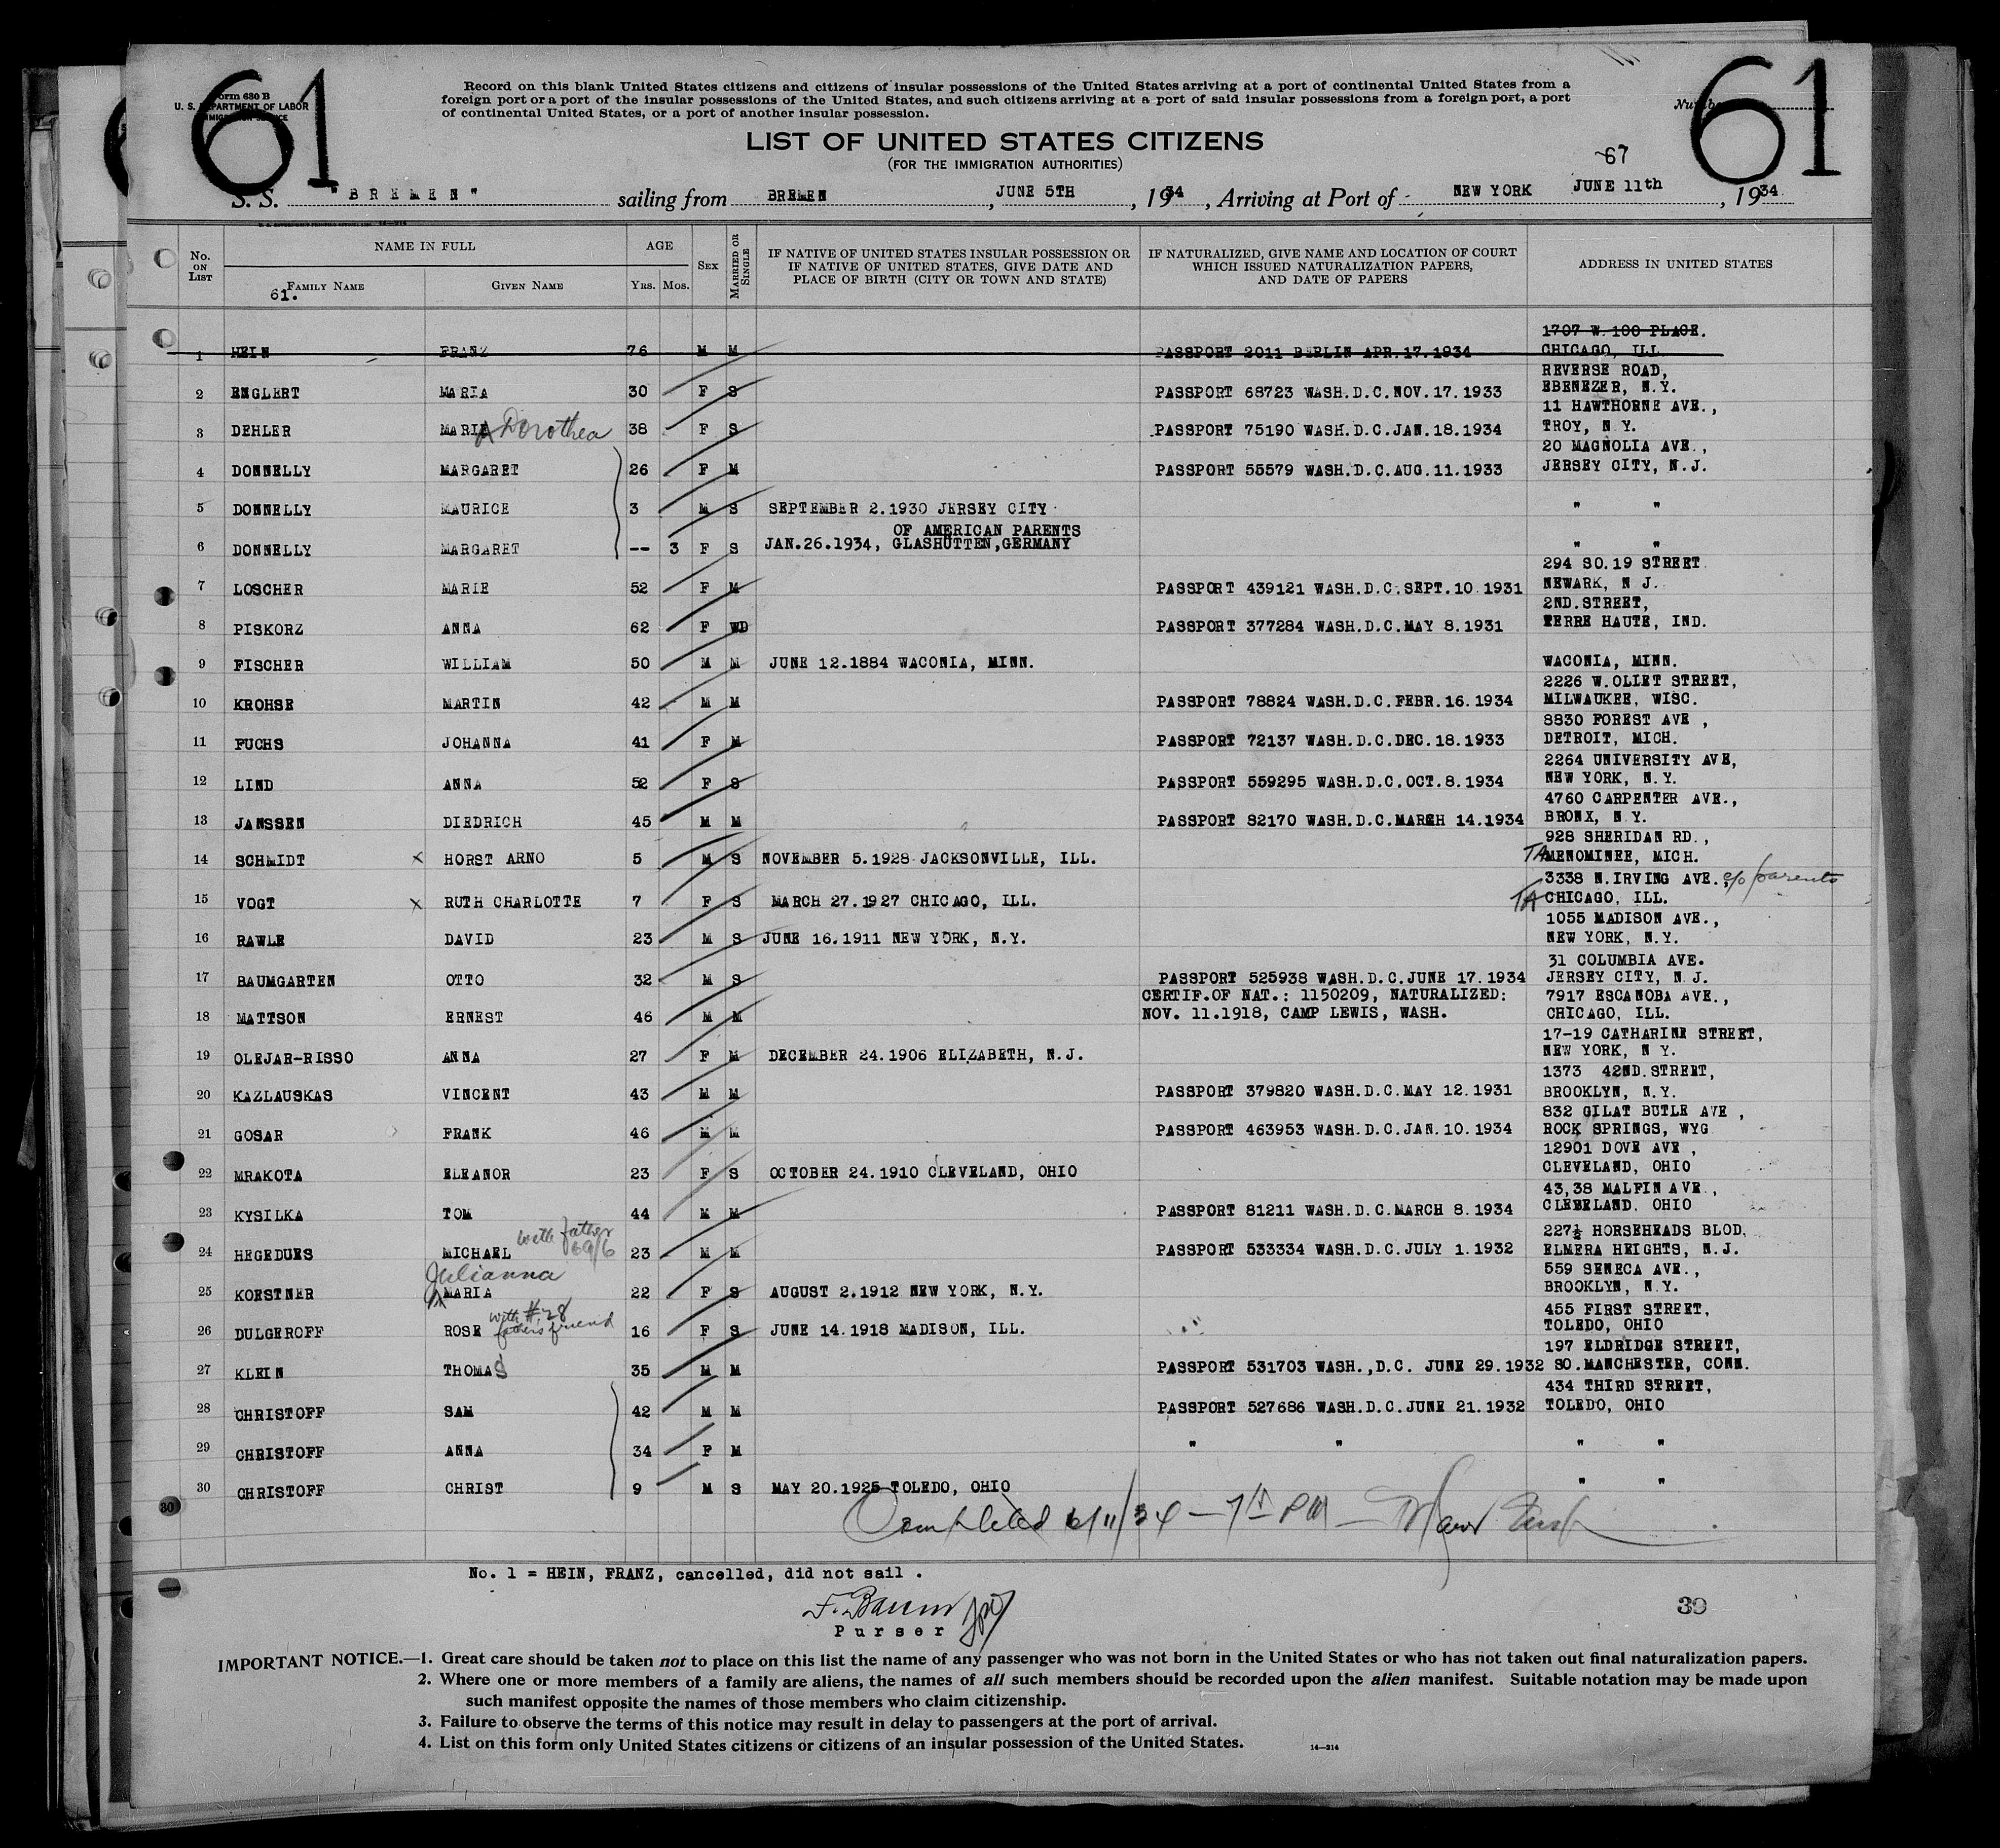 61
61
Form 630 B
U. S. DEPARTMENT OF LABOR
IMMIGRATION SERVICE
Record on this blank United States citizens and citizens of insular possessions of the United States arriving at a port of continental United States from a
foreign port or a port of the insular possessions of the United States, and such citizens arriving at a port of said insular possessions from a foreign port, a port
of continental United States, or a port of another insular possession.
LIST OF UNITED STATES CITIZENS
(FOR THE IMMIGRATION AUTHORITIES)
67
S. S. "BREMEN" sailing from BREMEN, JUNE 5TH, 1934, Arriving at Port of NEW YORK JUNE 11th, 1934
No. ON LIST
NAME IN FULL
FAMILY NAME
61.
GIVEN NAME
AGE
YRS. MOS.
SEX
MARRIED OR SINGLE
IF NATIVE OF UNITED STATES INSULAR POSSESSION OR
IF NATIVE OF UNITED STATES, GIVE DATE AND
PLACE OF BIRTH (CITY OR TOWN AND STATE)
IF NATURALIZED, GIVE NAME AND LOCATION OF COURT
WHICH ISSUED NATURALIZATION PAPERS,
AND DATE OF PAPERS
ADDRESS IN UNITED STATES
1707 W. 100 PLACE.
1 HEIN FRANZ 76 M M PASSPORT 2011 BERLIN APR.17.1934 CHICAGO, ILL.
REVERSE ROAD,
2 ENGLERT MARIA 30 F S PASSPORT 68723 WASH.D.C.NOV.17.1933 EBENEZER, N.Y.
11 HAWTHORNE AVE.,
3 DEHLER MARIA Dorothea 38 F S PASSPORT 75190 WASH.D.C.JAN.18.1934 TROY, N.Y.
20 MAGNOLIA AVE.,
4 DONNELLY MARGARET 26 F M PASSPORT 55579 WASH.D.C.AUG.11.1933 JERSEY CITY, N.J.
5 DONNELLY MAURICE 3 M S SEPTEMBER 2.1930 JERSEY CITY " "
OF AMERICAN PARENTS
6 DONNELLY MARGARET -- 3 F S JAN.26.1934, GLASHÜTTEN,GERMANY " "
294 SO.19 STREET
7 LOSCHER MARIE 52 F M PASSPORT 439121 WASH.D.C.SEPT.10.1931 NEWARK, N J.
2ND.STREET,
8 PISKORZ ANNA 62 F WD PASSPORT 377284 WASH.D.C.MAY 8.1931 TERRE HAUTE, IND.
9 FISCHER WILLIAM 50 M M JUNE 12.1884 WACONIA, MINN. WACONIA, MINN.
2226 W.OLLET STREET,
10 KROHSE MARTIN 42 M M PASSPORT 78824 WASH.D.C.FEBR.16.1934 MILWAUKEE, WISC.
8830 FOREST AVE ,
11 FUCHS JOHANNA 41 F M PASSPORT 72137 WASH.D.C.DEC.18.1933 DETROIT, MICH.
2264 UNIVERSITY AVE,
12 LIND ANNA 52 F S PASSPORT 559295 WASH.D.C.OCT.8.1934 NEW YORK, N.Y.
4760 CARPENTER AVE.,
13 JANSSEN DIEDRICH 45 M M PASSPORT 82170 WASH.D.C.MARCH 14.1934 BRONX, N.Y.
928 SHERIDAN RD.,
14 SCHMIDT x HORST ARNO 5 M S NOVEMBER 5.1928 JACKSONVILLE, ILL. TA MENOMINEE, MICH.
3338 N.IRVING AVE., c/o parents
15 VOGT x RUTH CHARLOTTE 7 F S MARCH 27.1927 CHICAGO, ILL. TA CHICAGO, ILL.
1055 MADISON AVE.,
16 RAWLE DAVID 23 M S JUNE 16.1911 NEW YORK, N.Y. NEW YORK, N.Y.
31 COLUMBIA AVE.
17 BAUMGARTEN OTTO 32 M S PASSPORT 525938 WASH.D.C.JUNE 17.1934 JERSEY CITY, N.J.
CERTIF.OF NAT.: 1150209, NATURALIZED: 7917 ESCANOBA AVE.,
18 MATTSON ERNEST 46 M M NOV. 11.1918, CAMP LEWIS, WASH. CHICAGO, ILL.
17-19 CATHARINE STREET,
19 OLEJAR-RISSO ANNA 27 F M DECEMBER 24.1906 ELIZABETH, N.J. NEW YORK, N Y.
1373 42ND.STREET,
20 KAZLAUSKAS VINCENT 43 M M PASSPORT 379820 WASH.D.C.MAY 12.1931 BROOKLYN, N.Y.
832 GILAT BUTLE AVE ,
21 GOSAR FRANK 46 M M PASSPORT 463953 WASH.D.C.JAN.10.1934 ROCK SPRINGS, WYG
12901 DOVE AVE ,
22 MRAKOTA ELEANOR 23 F S OCTOBER 24.1910 CLEVELAND, OHIO CLEVELAND, OHIO
43,38 MALFIN AVE.,
23 KYSILKA TOM 44 M M PASSPORT 81211 WASH.D.C.MARCH 8.1934 CLEBELAND. OHIO
with father 227½ HORSEHEADS BLOD.
24 HEGEDUES MICHAEL 69/6 23 M M PASSPORT 533334 WASH.D.C.JULY 1.1932 ELMERA HEIGHTS, N.J.
Julianna 559 SENECA AVE.,
25 KOESTNER MARIA 22 F S AUGUST 2.1912 NEW YORK, N.Y. BROOKLYN, N.Y.
with #28 455 FIRST STREET,
26 DULGEROFF ROSE father's friend 16 F S JUNE 14.1918 MADISON, ILL. TOLEDO, OHIO
197 ELDRIDGE STREET,
27 KLEIN THOMAS 35 M M PASSPORT 531703 WASH.,D.C. JUNE 29.1932 SO.MANCHESTER, CONN.
434 THIRD STREET,
28 CHRISTOFF SAM 42 M M PASSPORT 527686 WASH.D.C.JUNE 21.1932 TOLEDO, OHIO
29 CHRISTOFF ANNA 34 F M " " " "
30 CHRISTOFF CHRIST 9 M S MAY 20.1925 TOLEDO, OHIO " "
30
Completed 6/11/34 — PM —
No. 1 = HEIN, FRANZ, cancelled, did not sail .
F. Baum
Purser
39
IMPORTANT NOTICE.—1. Great care should be taken not to place on this list the name of any passenger who was not born in the United States or who has not taken out final naturalization papers.
2. Where one or more members of a family are aliens, the names of all such members should be recorded upon the alien manifest. Suitable notation may be made upon
such manifest opposite the names of those members who claim citizenship.
3. Failure to observe the terms of this notice may result in delay to passengers at the port of arrival.
4. List on this form only United States citizens or citizens of an insular possession of the United States.
14—214